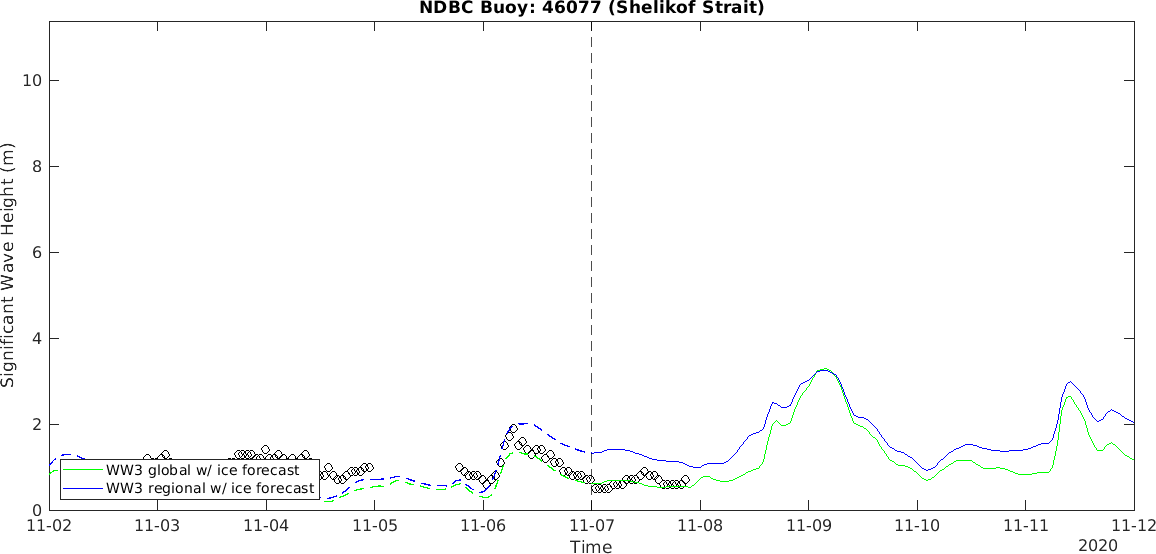 NDBC Buoy: 46077 (Shelikof Strait)
Significant Wave Height (m)
10
8
6
4
2
0
WW3 global w/ ice forecast
WW3 regional w/ ice forecast
11-02 11-03 11-04 11-05 11-06 11-07 11-08 11-09 11-10 11-11 11-12
Time
2020